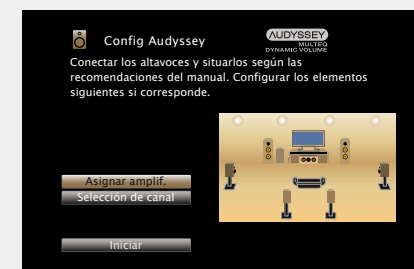 Config Audyssey
AUDYSSEY
MULTEQ
DYNAMIC VOLUME
Conectar los altavoces y situarlos según las
recomendaciones del manual. Configurar los elementos
siguientes si corresponde.
Asignar amplif.
Selección de canal
Iniciar